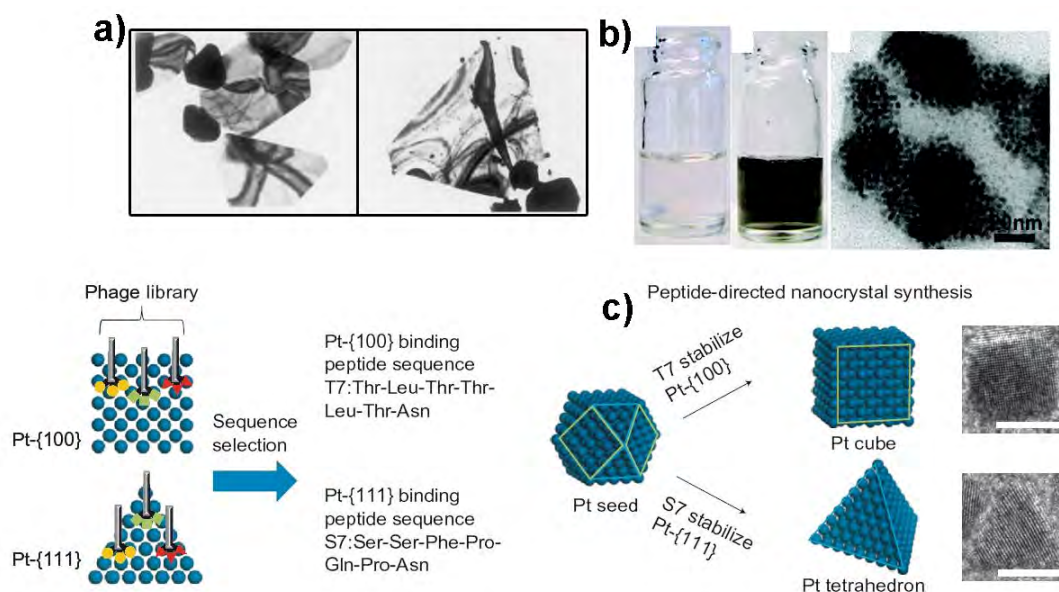 a)
b)
nm
Phage library
Pt-{100}
Pt-{111}
Sequence
selection
Pt-{100} binding
peptide sequence
T7:Thr-Leu-Thr-Thr-
Leu-Thr-Asn
Pt-{111} binding
peptide sequence
S7:Ser-Ser-Phe-Pro-
Gln-Pro-Asn
Peptide-directed nanocrystal synthesis
c)
Pt seed
T7 stabilize
Pt-{100}
S7 stabilize
Pt-{111}
Pt cube
Pt tetrahedron